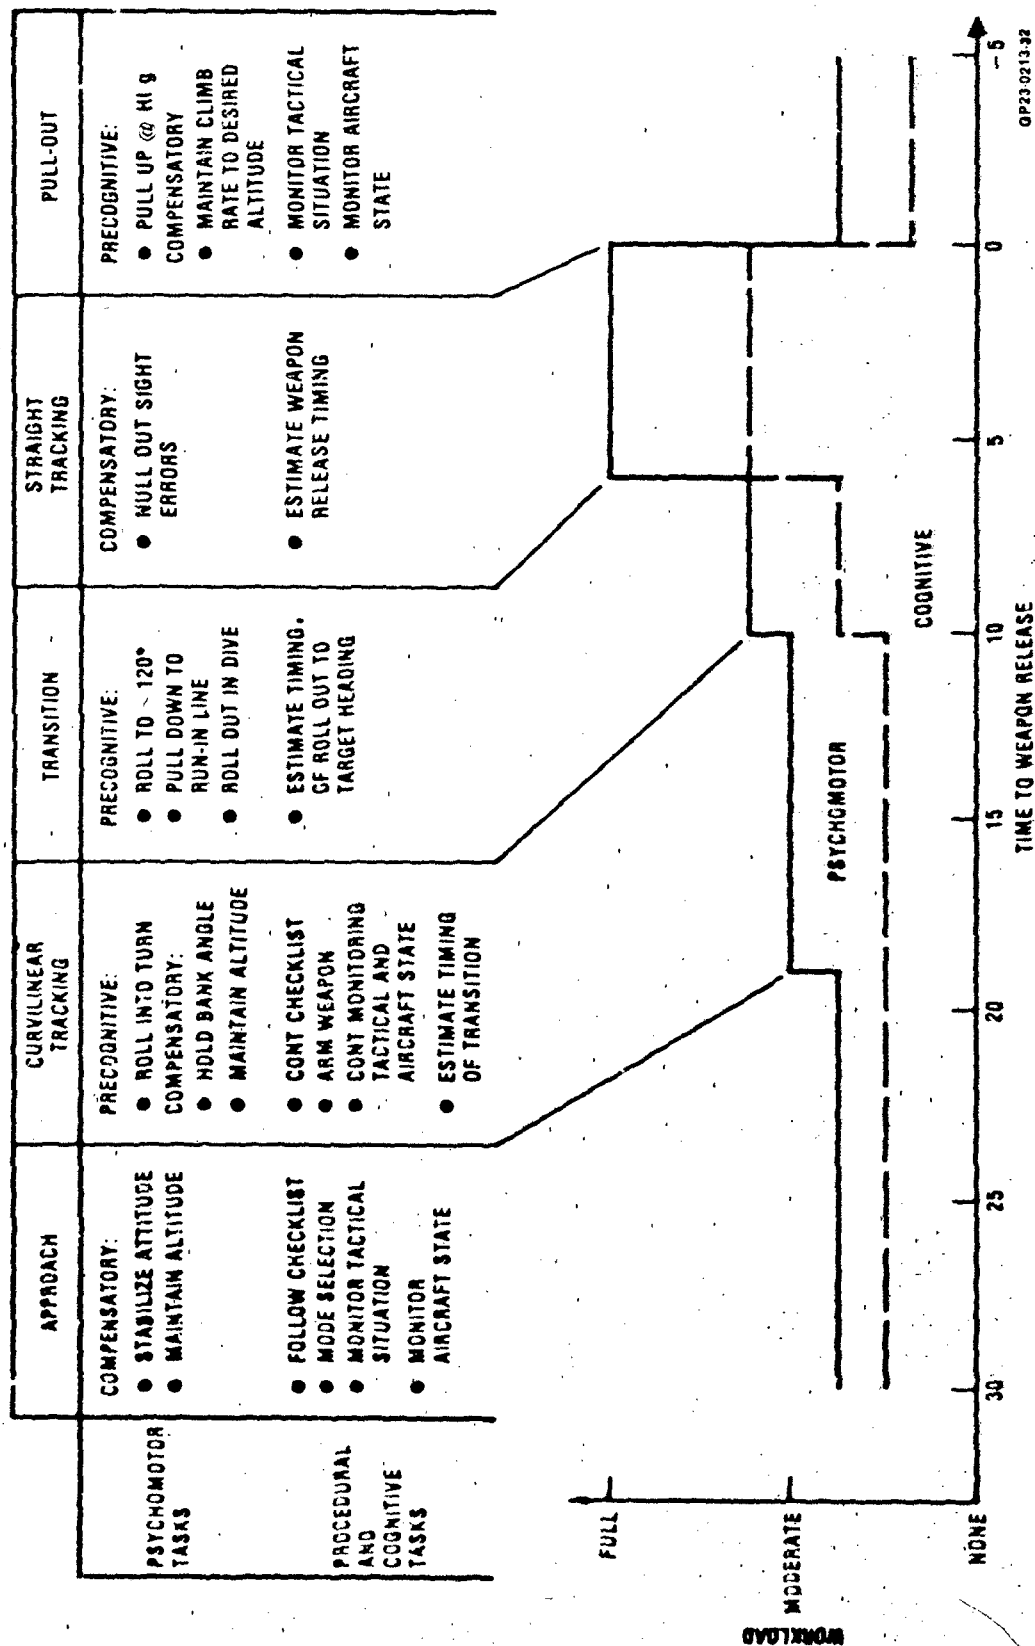 APPROACH
CURVILINEAR
TRACKING
TRANSITION
STRAIGHT
TRACKING
PULL-OUT
PSYCHOMOTOR
TASKS
COMPENSATORY:
● STABILIZE ATTITUDE
● MAINTAIN ALTITUDE
PRECOGNITIVE:
● ROLL INTO TURN
COMPENSATORY:
● HOLD BANK ANGLE
● MAINTAIN ALTITUDE
PRECOGNITIVE:
● ROLL TO ~ 120°
● PULL DOWN TO
RUN-IN LINE
● ROLL OUT IN DIVE
COMPENSATORY:
● NULL OUT SIGHT
ERRORS
PRECOGNITIVE:
● PULL UP @ HI g
COMPENSATORY
● MAINTAIN CLIMB
RATE TO DESIRED
ALTITUDE
PROCEDURAL
AND
COGNITIVE
TASKS
● FOLLOW CHECKLIST
● MODE SELECTION
● MONITOR TACTICAL
SITUATION
● MONITOR
AIRCRAFT STATE
● CONT CHECKLIST
● ARM WEAPON
● CONT MONITORING
TACTICAL AND
AIRCRAFT STATE
● ESTIMATE TIMING
OF TRANSITION
● ESTIMATE TIMING
OF ROLL OUT TO
TARGET HEADING
● ESTIMATE WEAPON
RELEASE TIMING
● MONITOR TACTICAL
SITUATION
● MONITOR AIRCRAFT
STATE
WORKLOAD
FULL
MODERATE
NONE
PSYCHOMOTOR
COGNITIVE
30
25
20
15
10
5
0
-5
TIME TO WEAPON RELEASE
QP23-0213-32